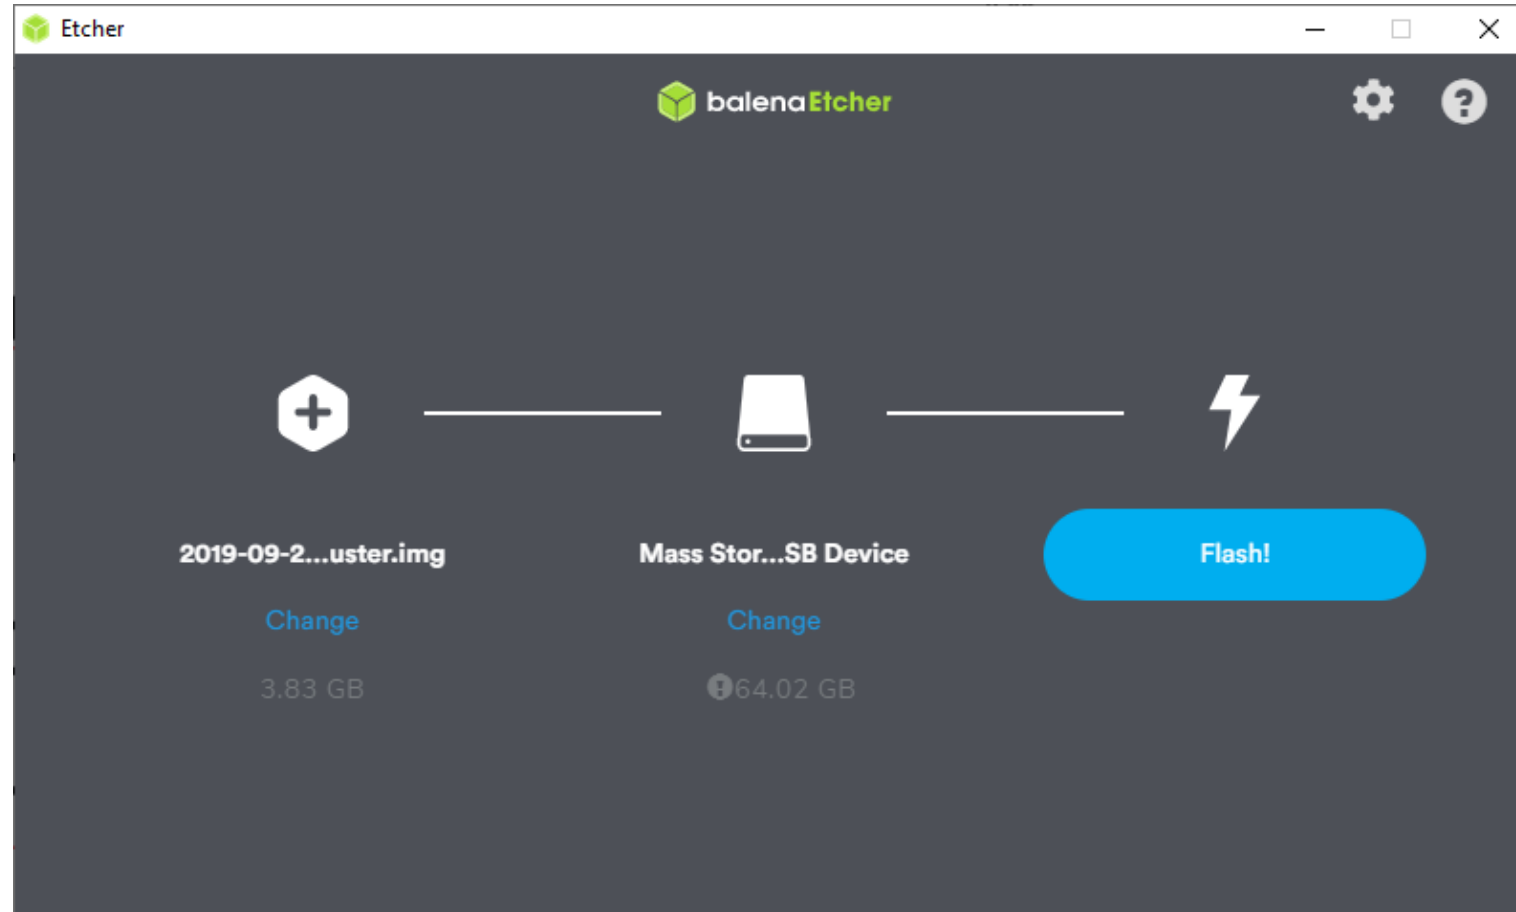 Etcher
balenaEtcher
2019-09-2...uster.img
Mass Stor...SB Device
Flash!
Change
Change
3.83 GB
64.02 GB